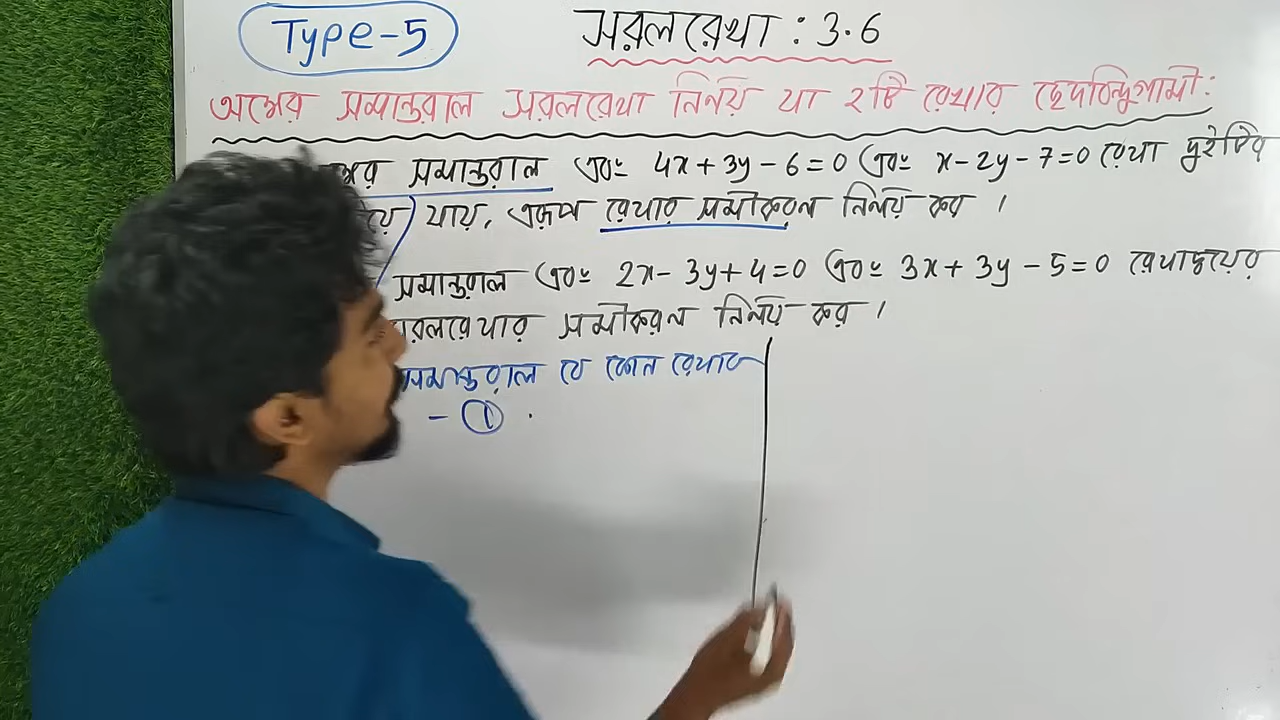 Type-5
সরলরেখা : 3.6
অক্ষের সমান্তরাল সরলরেখা নির্ণয় যা ২টি রেখার ছেদবিন্দুগামী :
সমান্তরাল এবং 4x + 3y - 6 = 0 এবং x - 2y - 7 = 0 রেখা দুইটির
যায়, এরূপ রেখার সমীকরণ নির্ণয় কর ।
সমান্তরাল এবং 2x - 3y + 4 = 0 এবং 3x + 3y - 5 = 0 রেখাদ্বয়ের
সরলরেখার সমীকরণ নির্ণয় কর ।
সমান্তরাল যে কোন রেখার
- ①